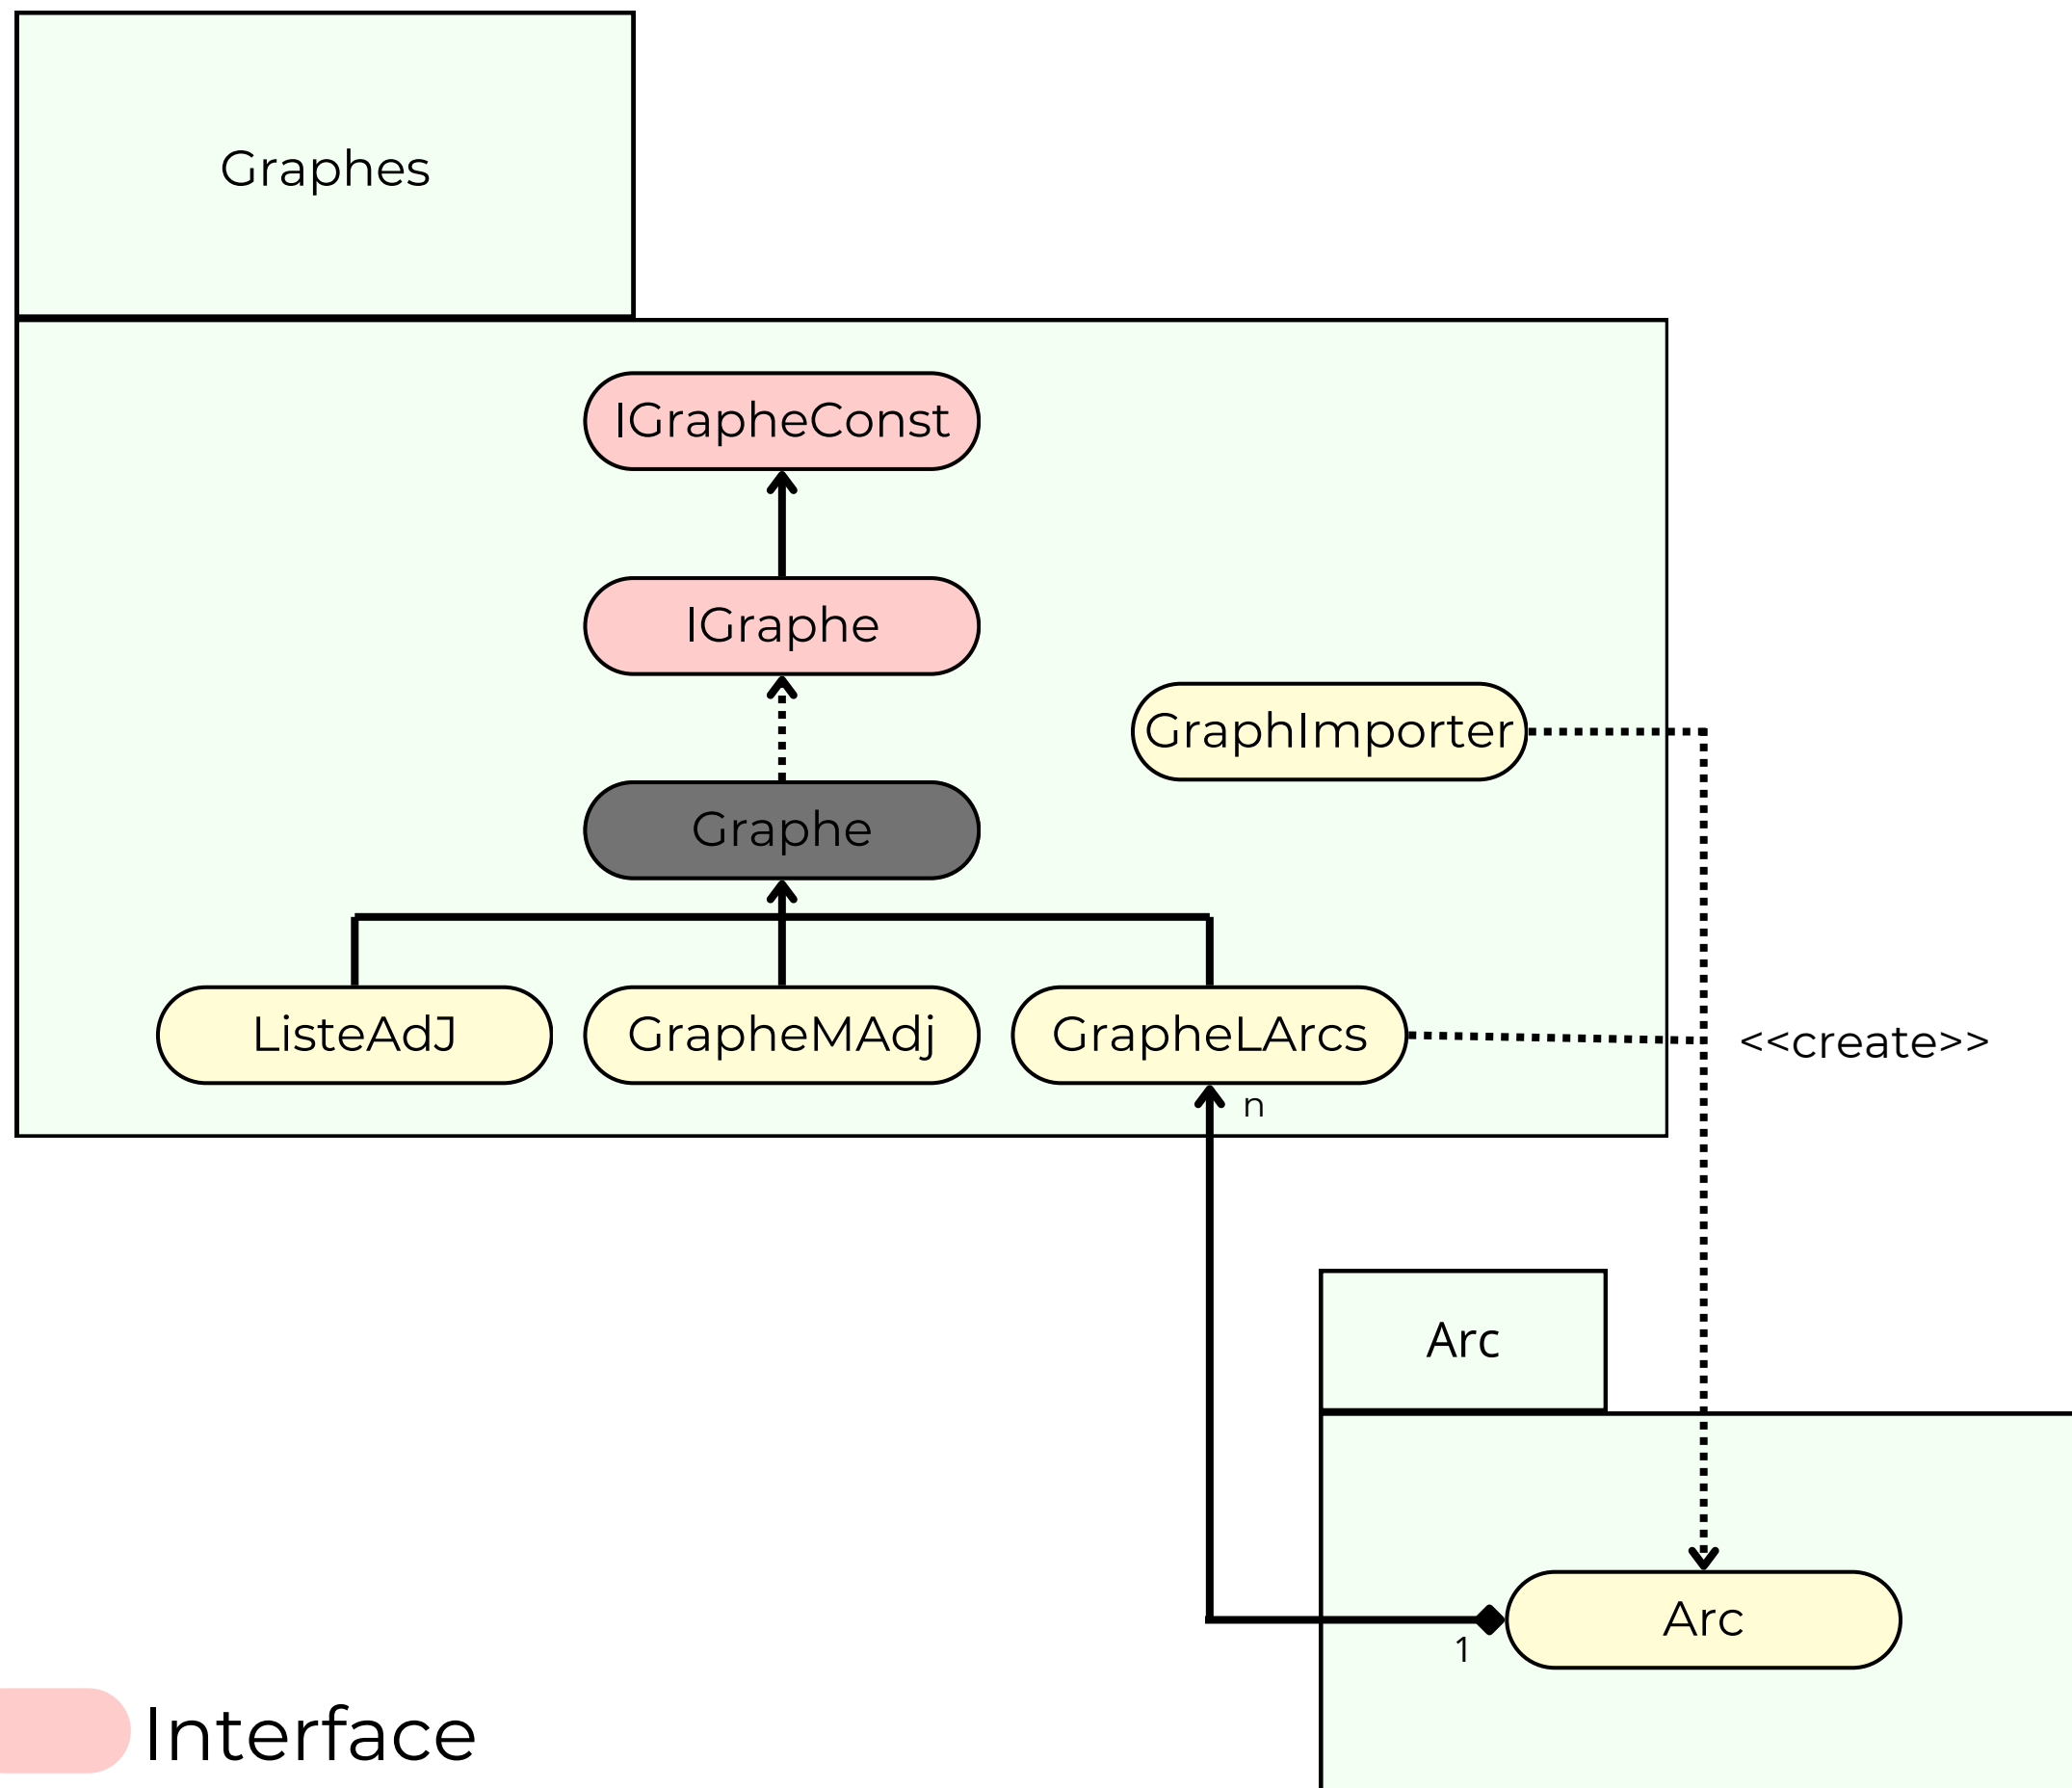 Graphes
IGrapheConst
IGraphe
GraphImporter
Graphe
ListeAdJ
GrapheMAdj
GrapheLArcs
<<create>>
n
Arc
Arc
1
Interface